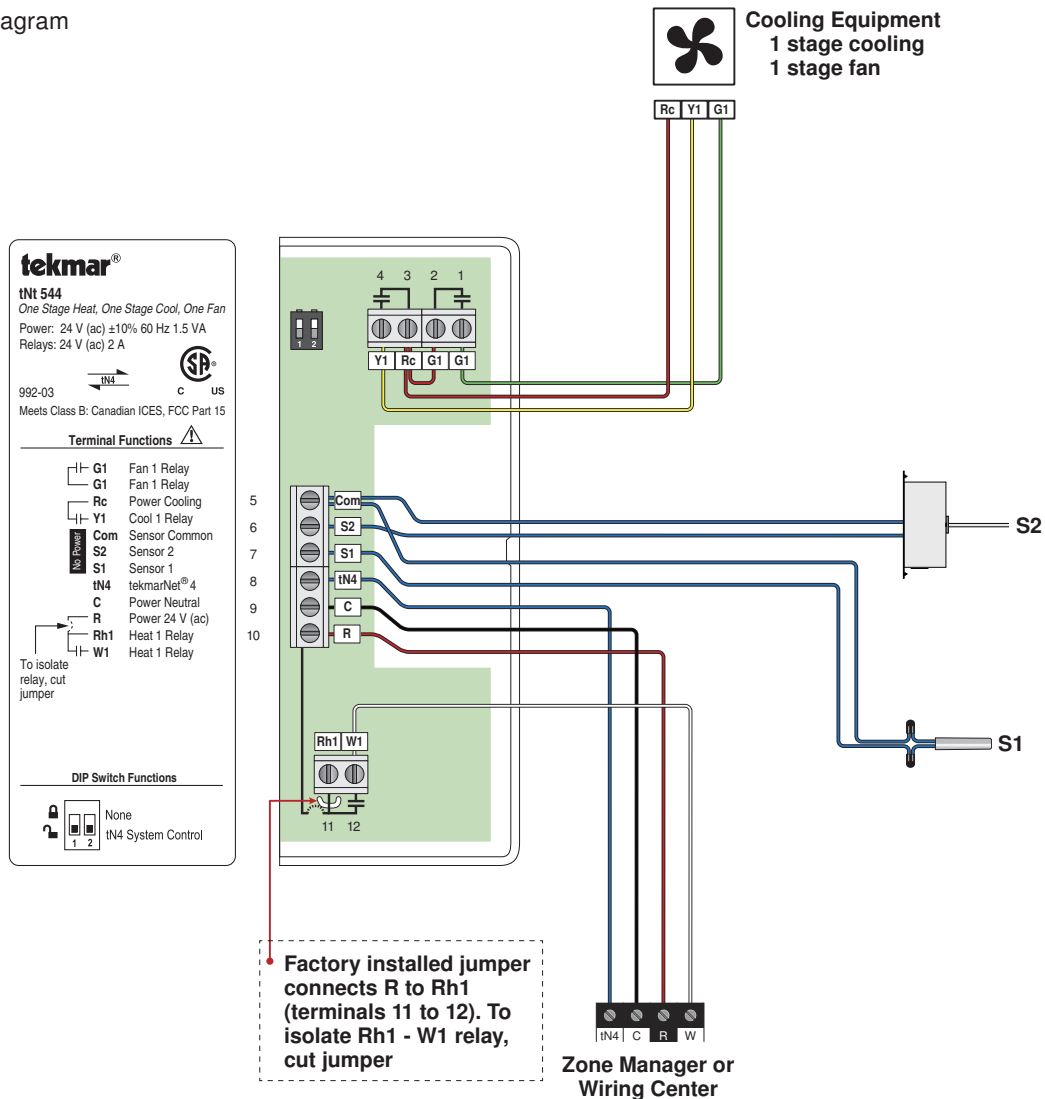 agram
Cooling Equipment
1 stage cooling
1 stage fan
Rc Y1 G1
tekmar®
tNt 544
One Stage Heat, One Stage Cool, One Fan
Power: 24 V (ac) ±10% 60 Hz 1.5 VA
Relays: 24 V (ac) 2 A
SA®
C US
tN4
992-03
Meets Class B: Canadian ICES, FCC Part 15
Terminal Functions
G1 Fan 1 Relay
G1 Fan 1 Relay
Rc Power Cooling
Y1 Cool 1 Relay
No Power
Com Sensor Common
S2 Sensor 2
S1 Sensor 1
tN4 tekmarNet® 4
C Power Neutral
R Power 24 V (ac)
Rh1 Heat 1 Relay
W1 Heat 1 Relay
To isolate
relay, cut
jumper
DIP Switch Functions
None
tN4 System Control
1 2
4 3 2 1
1 2
Y1 Rc G1 G1
5 Com
6 S2
7 S1
8 tN4
9 C
10 R
S2
S1
Rh1 W1
11 12
Factory installed jumper
connects R to Rh1
(terminals 11 to 12). To
isolate Rh1 - W1 relay,
cut jumper
tN4 C R W
Zone Manager or
Wiring Center